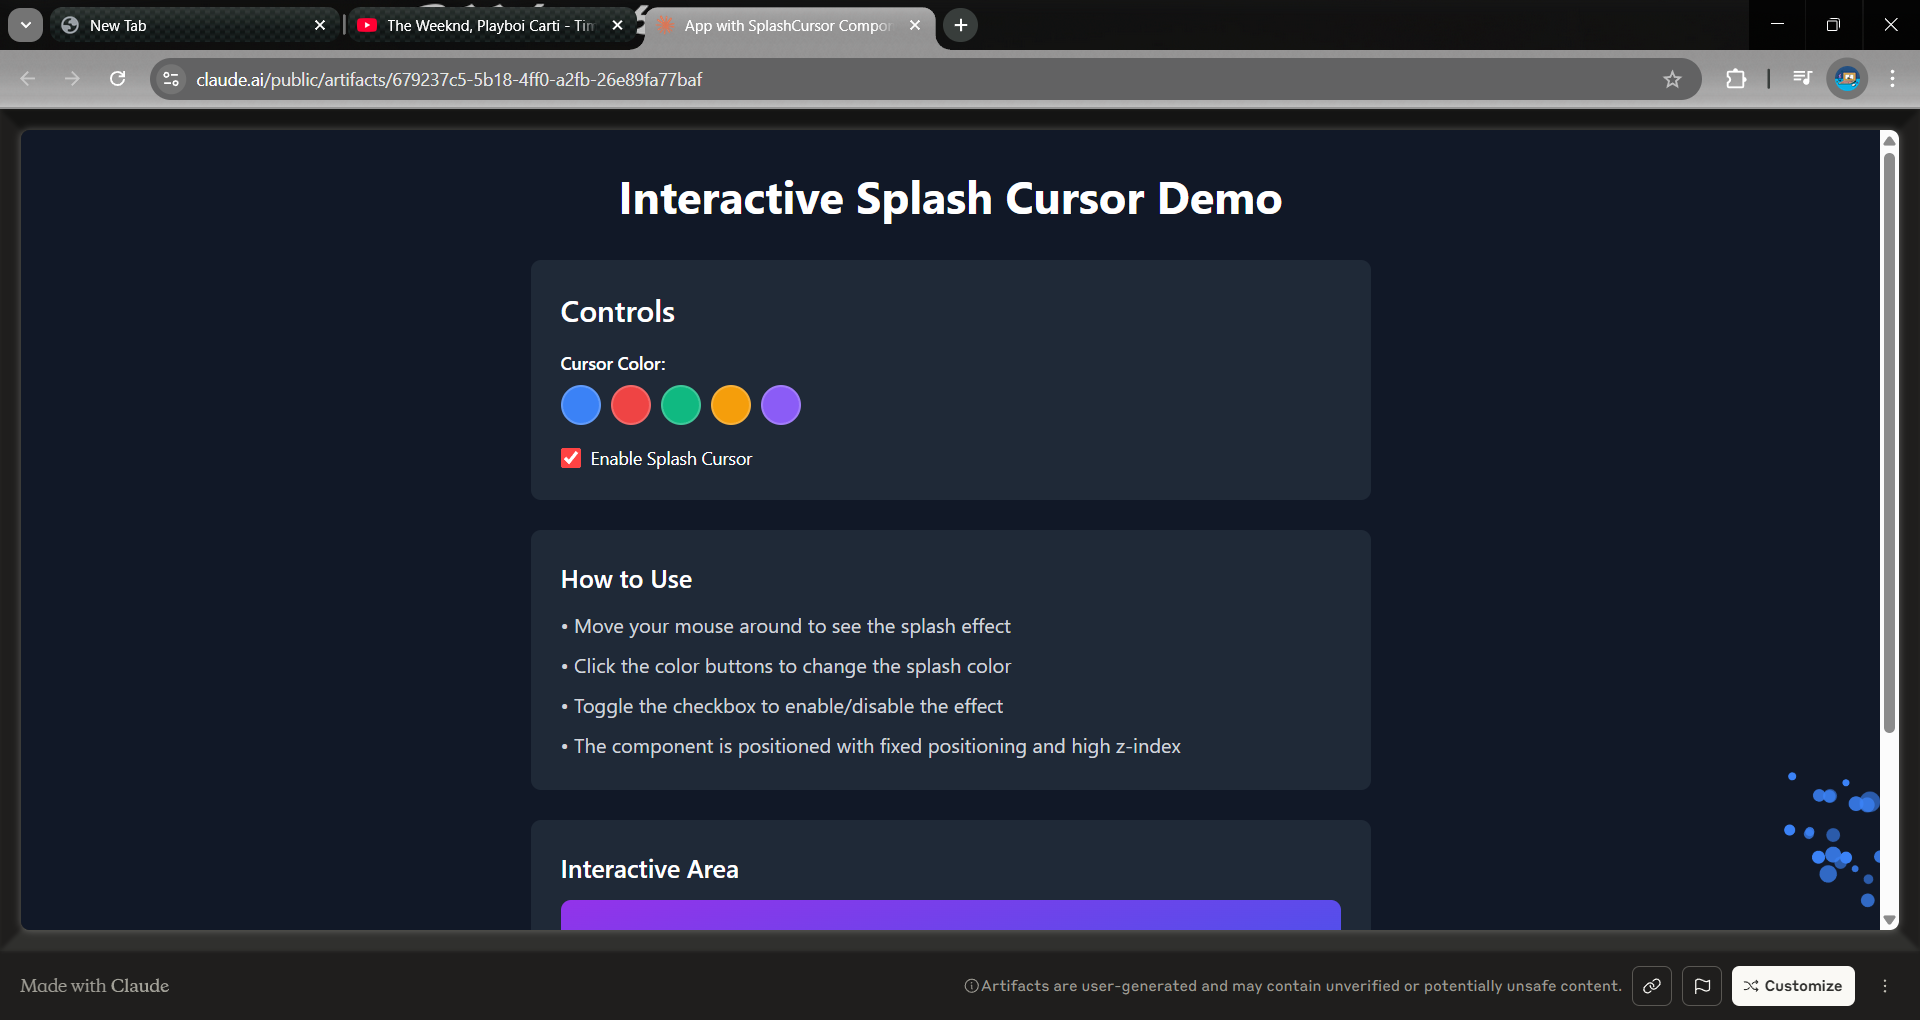 New Tab
The Weeknd, Playboi Carti - Tim
App with SplashCursor Compon
claude.ai/public/artifacts/679237c5-5b18-4ff0-a2fb-26e89fa77baf
Interactive Splash Cursor Demo
Controls
Cursor Color:
Enable Splash Cursor
How to Use
• Move your mouse around to see the splash effect
• Click the color buttons to change the splash color
• Toggle the checkbox to enable/disable the effect
• The component is positioned with fixed positioning and high z-index
Interactive Area
Made with Claude
Artifacts are user-generated and may contain unverified or potentially unsafe content.
Customize